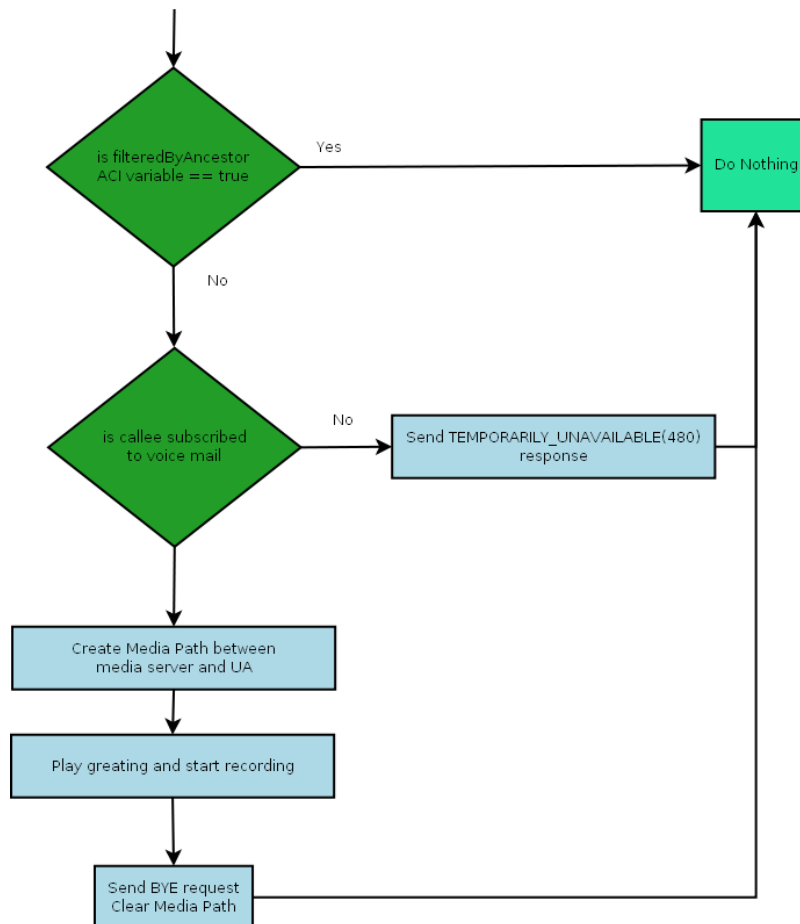 is filteredByAncestor
ACI variable == true
Yes
Do Nothing
No
is callee subscribed
to voice mail
No
Send TEMPORARILY_UNAVAILABLE(480)
response
Create Media Path between
media server and UA
Play greating and start recording
Send BYE request
Clear Media Path